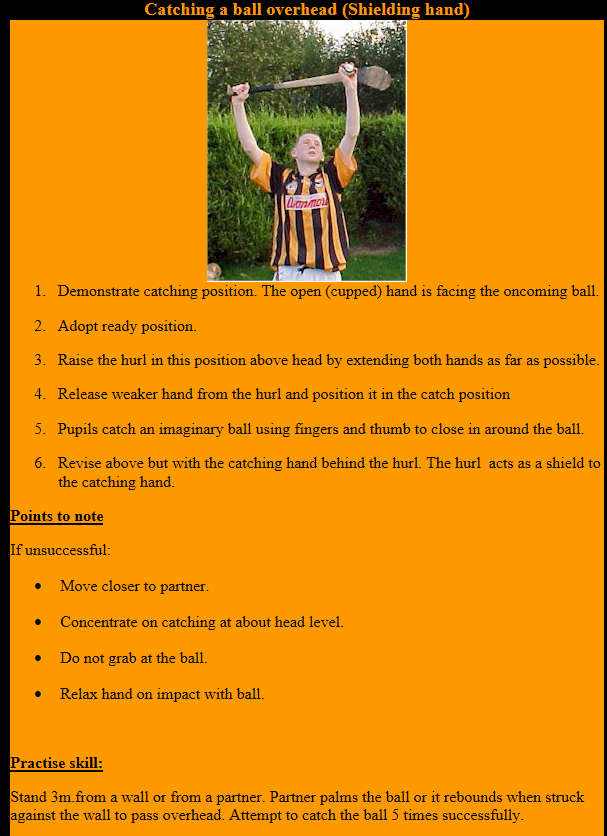 Catching a ball overhead (Shielding hand)
Avonmore
1. Demonstrate catching position. The open (cupped) hand is facing the oncoming ball.
2. Adopt ready position.
3. Raise the hurl in this position above head by extending both hands as far as possible.
4. Release weaker hand from the hurl and position it in the catch position
5. Pupils catch an imaginary ball using fingers and thumb to close in around the ball.
6. Revise above but with the catching hand behind the hurl. The hurl  acts as a shield to
the catching hand.
Points to note
If unsuccessful:
• Move closer to partner.
• Concentrate on catching at about head level.
• Do not grab at the ball.
• Relax hand on impact with ball.
Practise skill:
Stand 3m.from a wall or from a partner. Partner palms the ball or it rebounds when struck
against the wall to pass overhead. Attempt to catch the ball 5 times successfully.